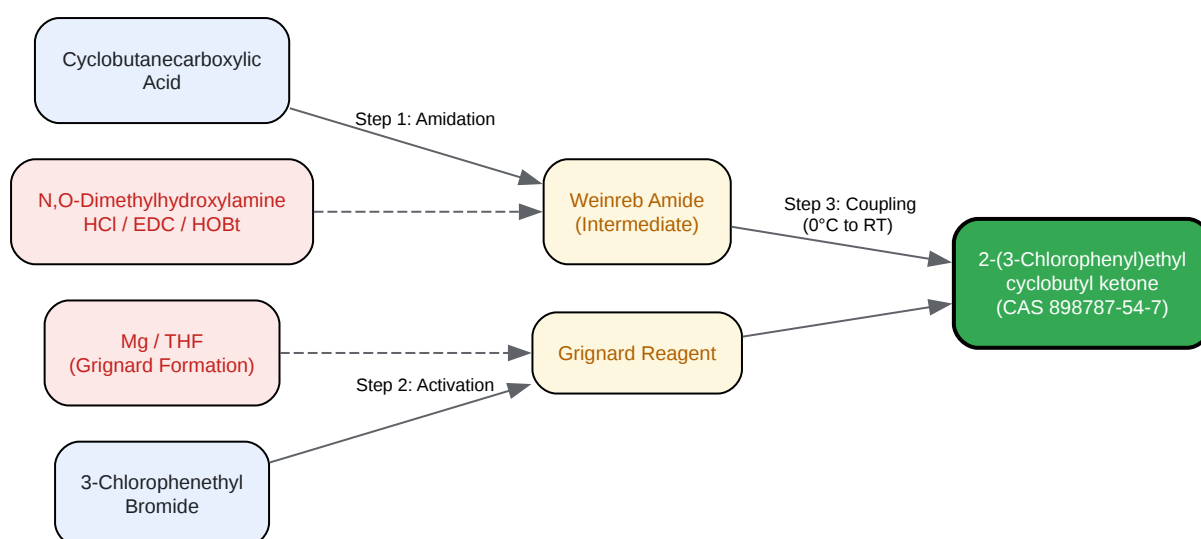 Cyclobutanecarboxylic
Acid
Step 1: Amidation
N,O-Dimethylhydroxylamine
HCl / EDC / HOBt
Weinreb Amide
(Intermediate)
Step 3: Coupling
(0°C to RT)
2-(3-Chlorophenyl)ethyl
cyclobutyl ketone
(CAS 898787-54-7)
Mg / THF
(Grignard Formation)
Grignard Reagent
Step 2: Activation
3-Chlorophenethyl
Bromide